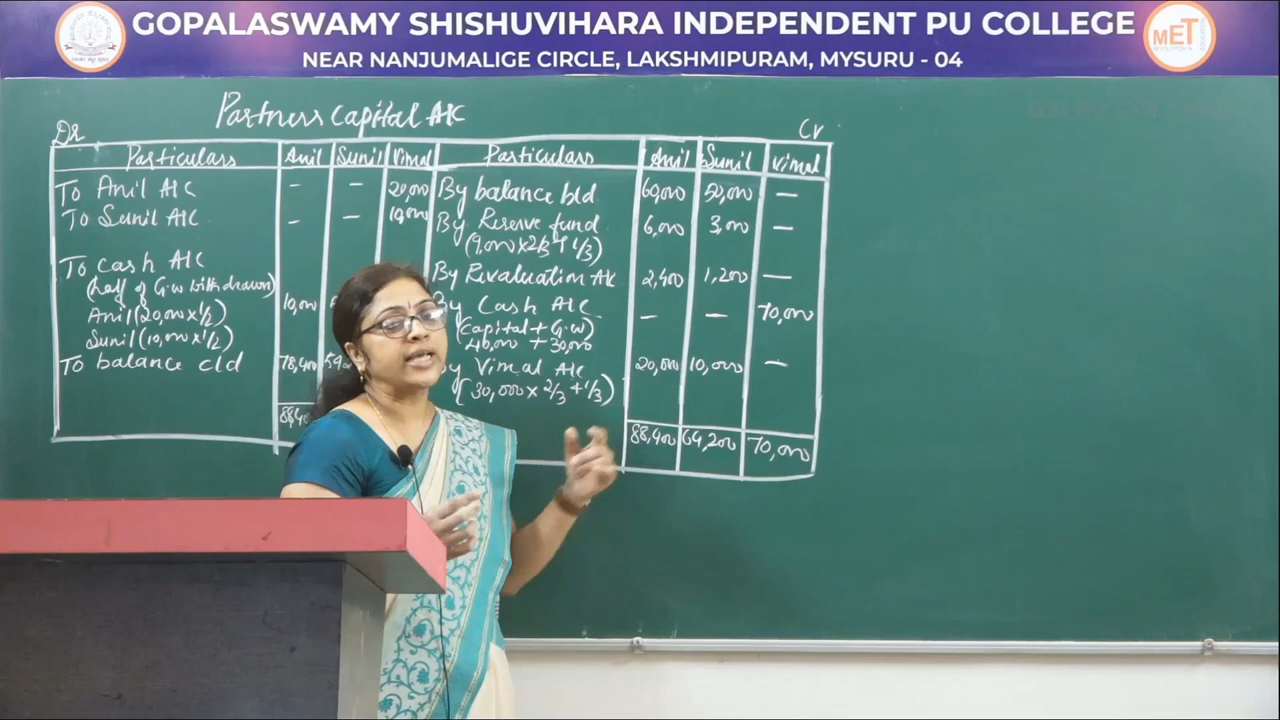 GOPALASWAMY SHISHUVIHARA INDEPENDENT PU COLLEGE
NEAR NANJUMALIGE CIRCLE, LAKSHMIPURAM, MYSURU - 04
MET
Partners Capital A/C
Dr Cr
Particulars Anil Sunil Vimal Particulars Anil Sunil Vimal
To Anil A/C - - 20,000 By balance b/d 60,000 50,000 -
To Sunil A/C - - 10,000 By Reserve fund 6,000 3,000 -
(9,000 x 2/3 + 1/3)
To Cash A/C By Revaluation A/C 2,400 1,200 -
(half of G.w withdrawn) 10,000 By Cash A/C - - 70,000
Anil (20,000 x 1/2) (Capital + G.W)
Sunil (10,000 x 1/2) 40,000 + 30,000
To balance c/d 78,400 By Vimal A/C 20,000 10,000 -
(30,000 x 2/3 + 1/3)
88,400 64,200 70,000